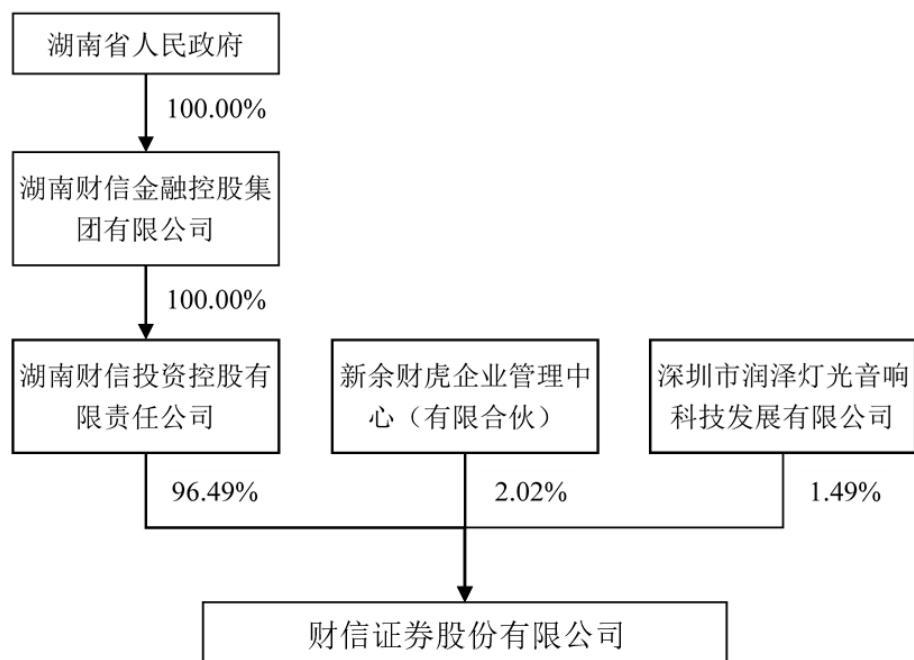 湖南省人民政府
100.00%
湖南财信金融控股集
团有限公司
100.00%
湖南财信投资控股有
限责任公司
新余财虎企业管理中
心（有限合伙）
深圳市润泽灯光音响
科技发展有限公司
96.49%
2.02%
1.49%
财信证券股份有限公司